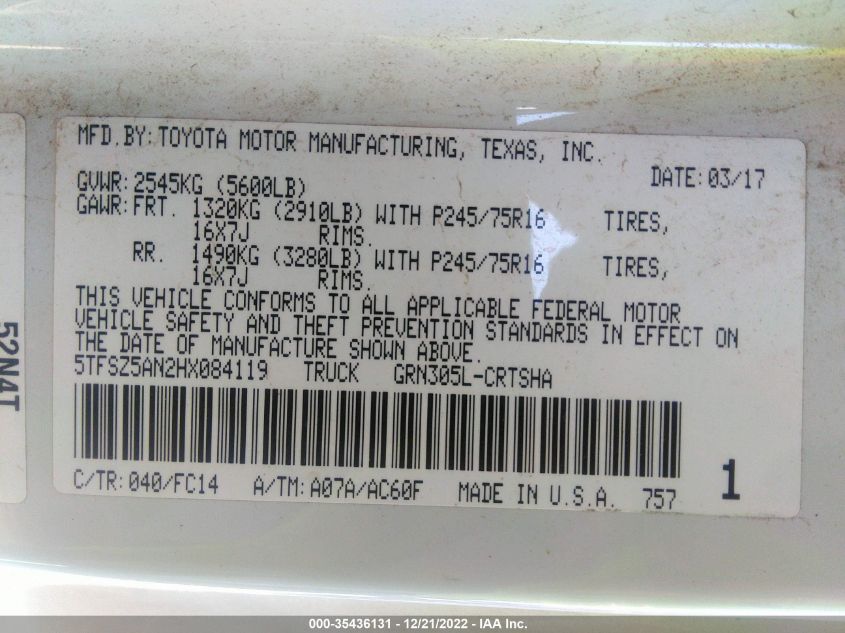 MFD.BY:TOYOTA MOTOR MANUFACTURING, TEXAS, INC.
DATE:03/17
GVWR:2545KG (5600LB)
GAWR:FRT. 1320KG (2910LB) WITH P245/75R16 TIRES,
16X7J RIMS.
RR. 1490KG (3280LB) WITH P245/75R16 TIRES,
16X7J RIMS.
THIS VEHICLE CONFORMS TO ALL APPLICABLE FEDERAL MOTOR
VEHICLE SAFETY AND THEFT PREVENTION STANDARDS IN EFFECT ON
THE DATE OF MANUFACTURE SHOWN ABOVE.
5TFSZ5AN2HX084119 TRUCK GRN305L-CRTSHA
C/TR:040/FC14 A/TM:A07A/AC60F MADE IN U.S.A. 757 1
52N4T
000-35436131 - 12/21/2022 - IAA Inc.